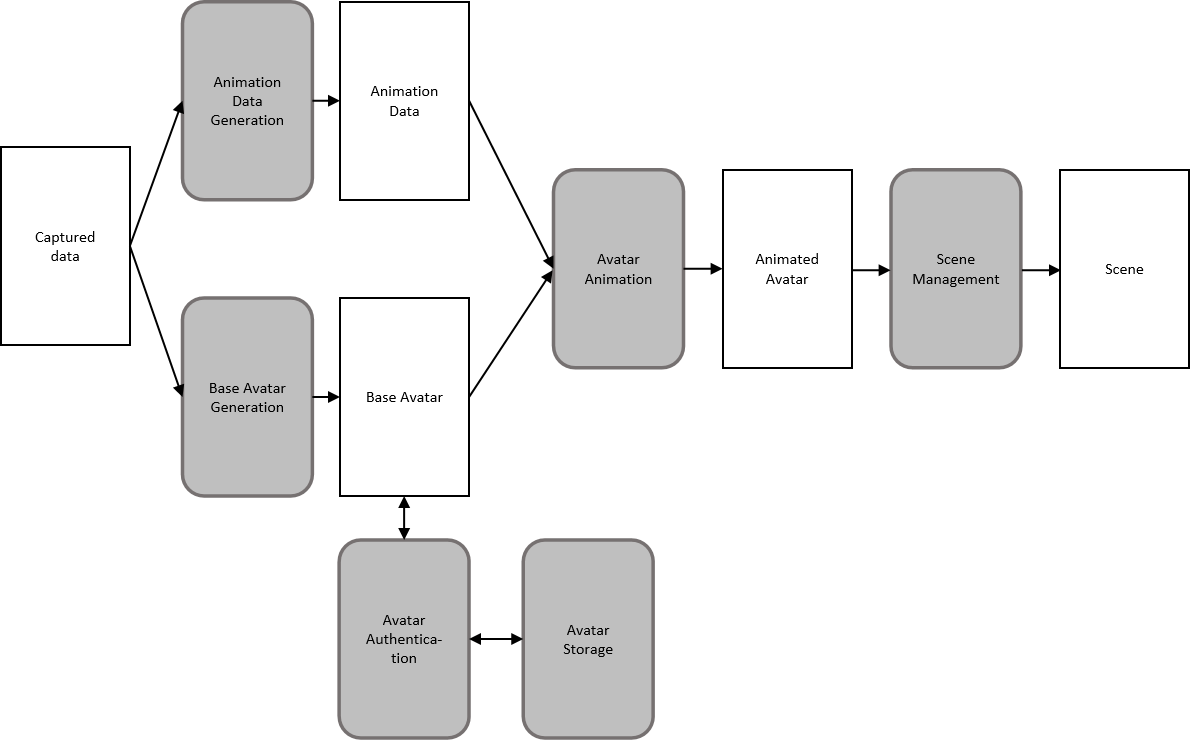 Animation
Data
Generation
Animation
Data
Captured
data
Avatar
Animation
Animated
Avatar
Scene
Management
Scene
Base Avatar
Generation
Base Avatar
Avatar
Authentica-
tion
Avatar
Storage